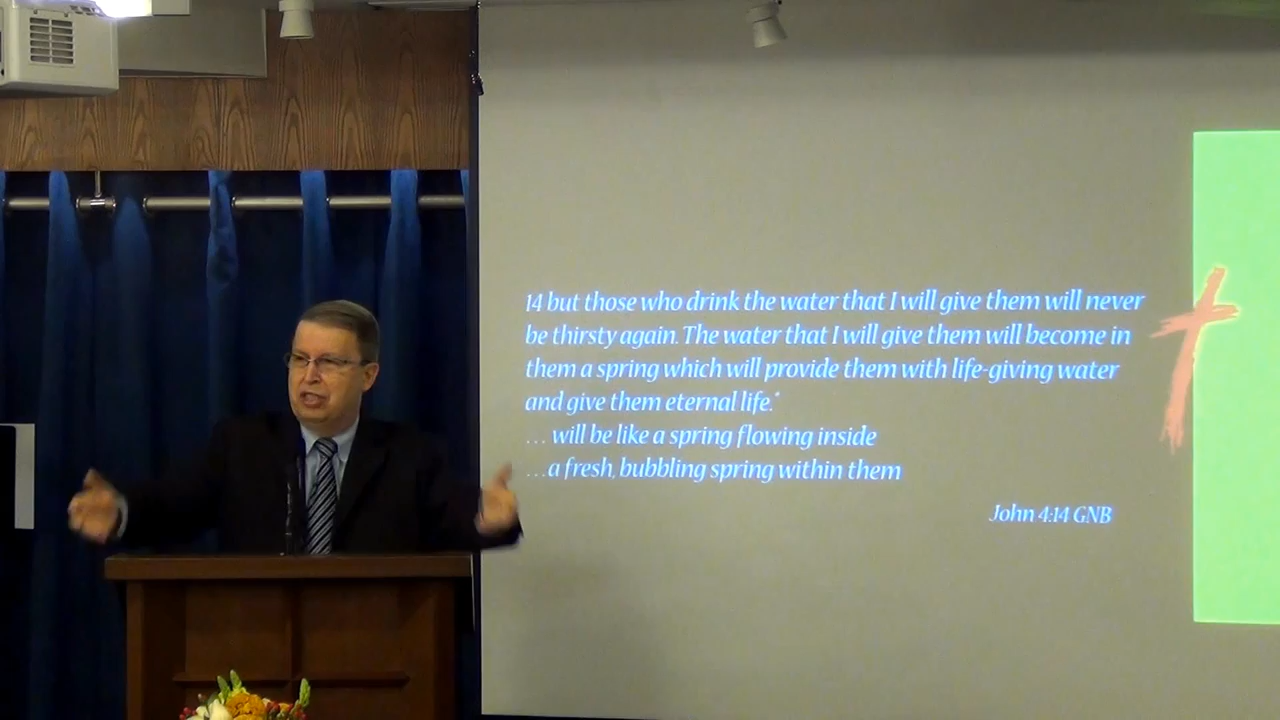 14 but those who drink the water that I will give them will never
be thirsty again. The water that I will give them will become in
them a spring which will provide them with life-giving water
and give them eternal life.*
... will be like a spring flowing inside
...a fresh, bubbling spring within them
John 4:14 GNB